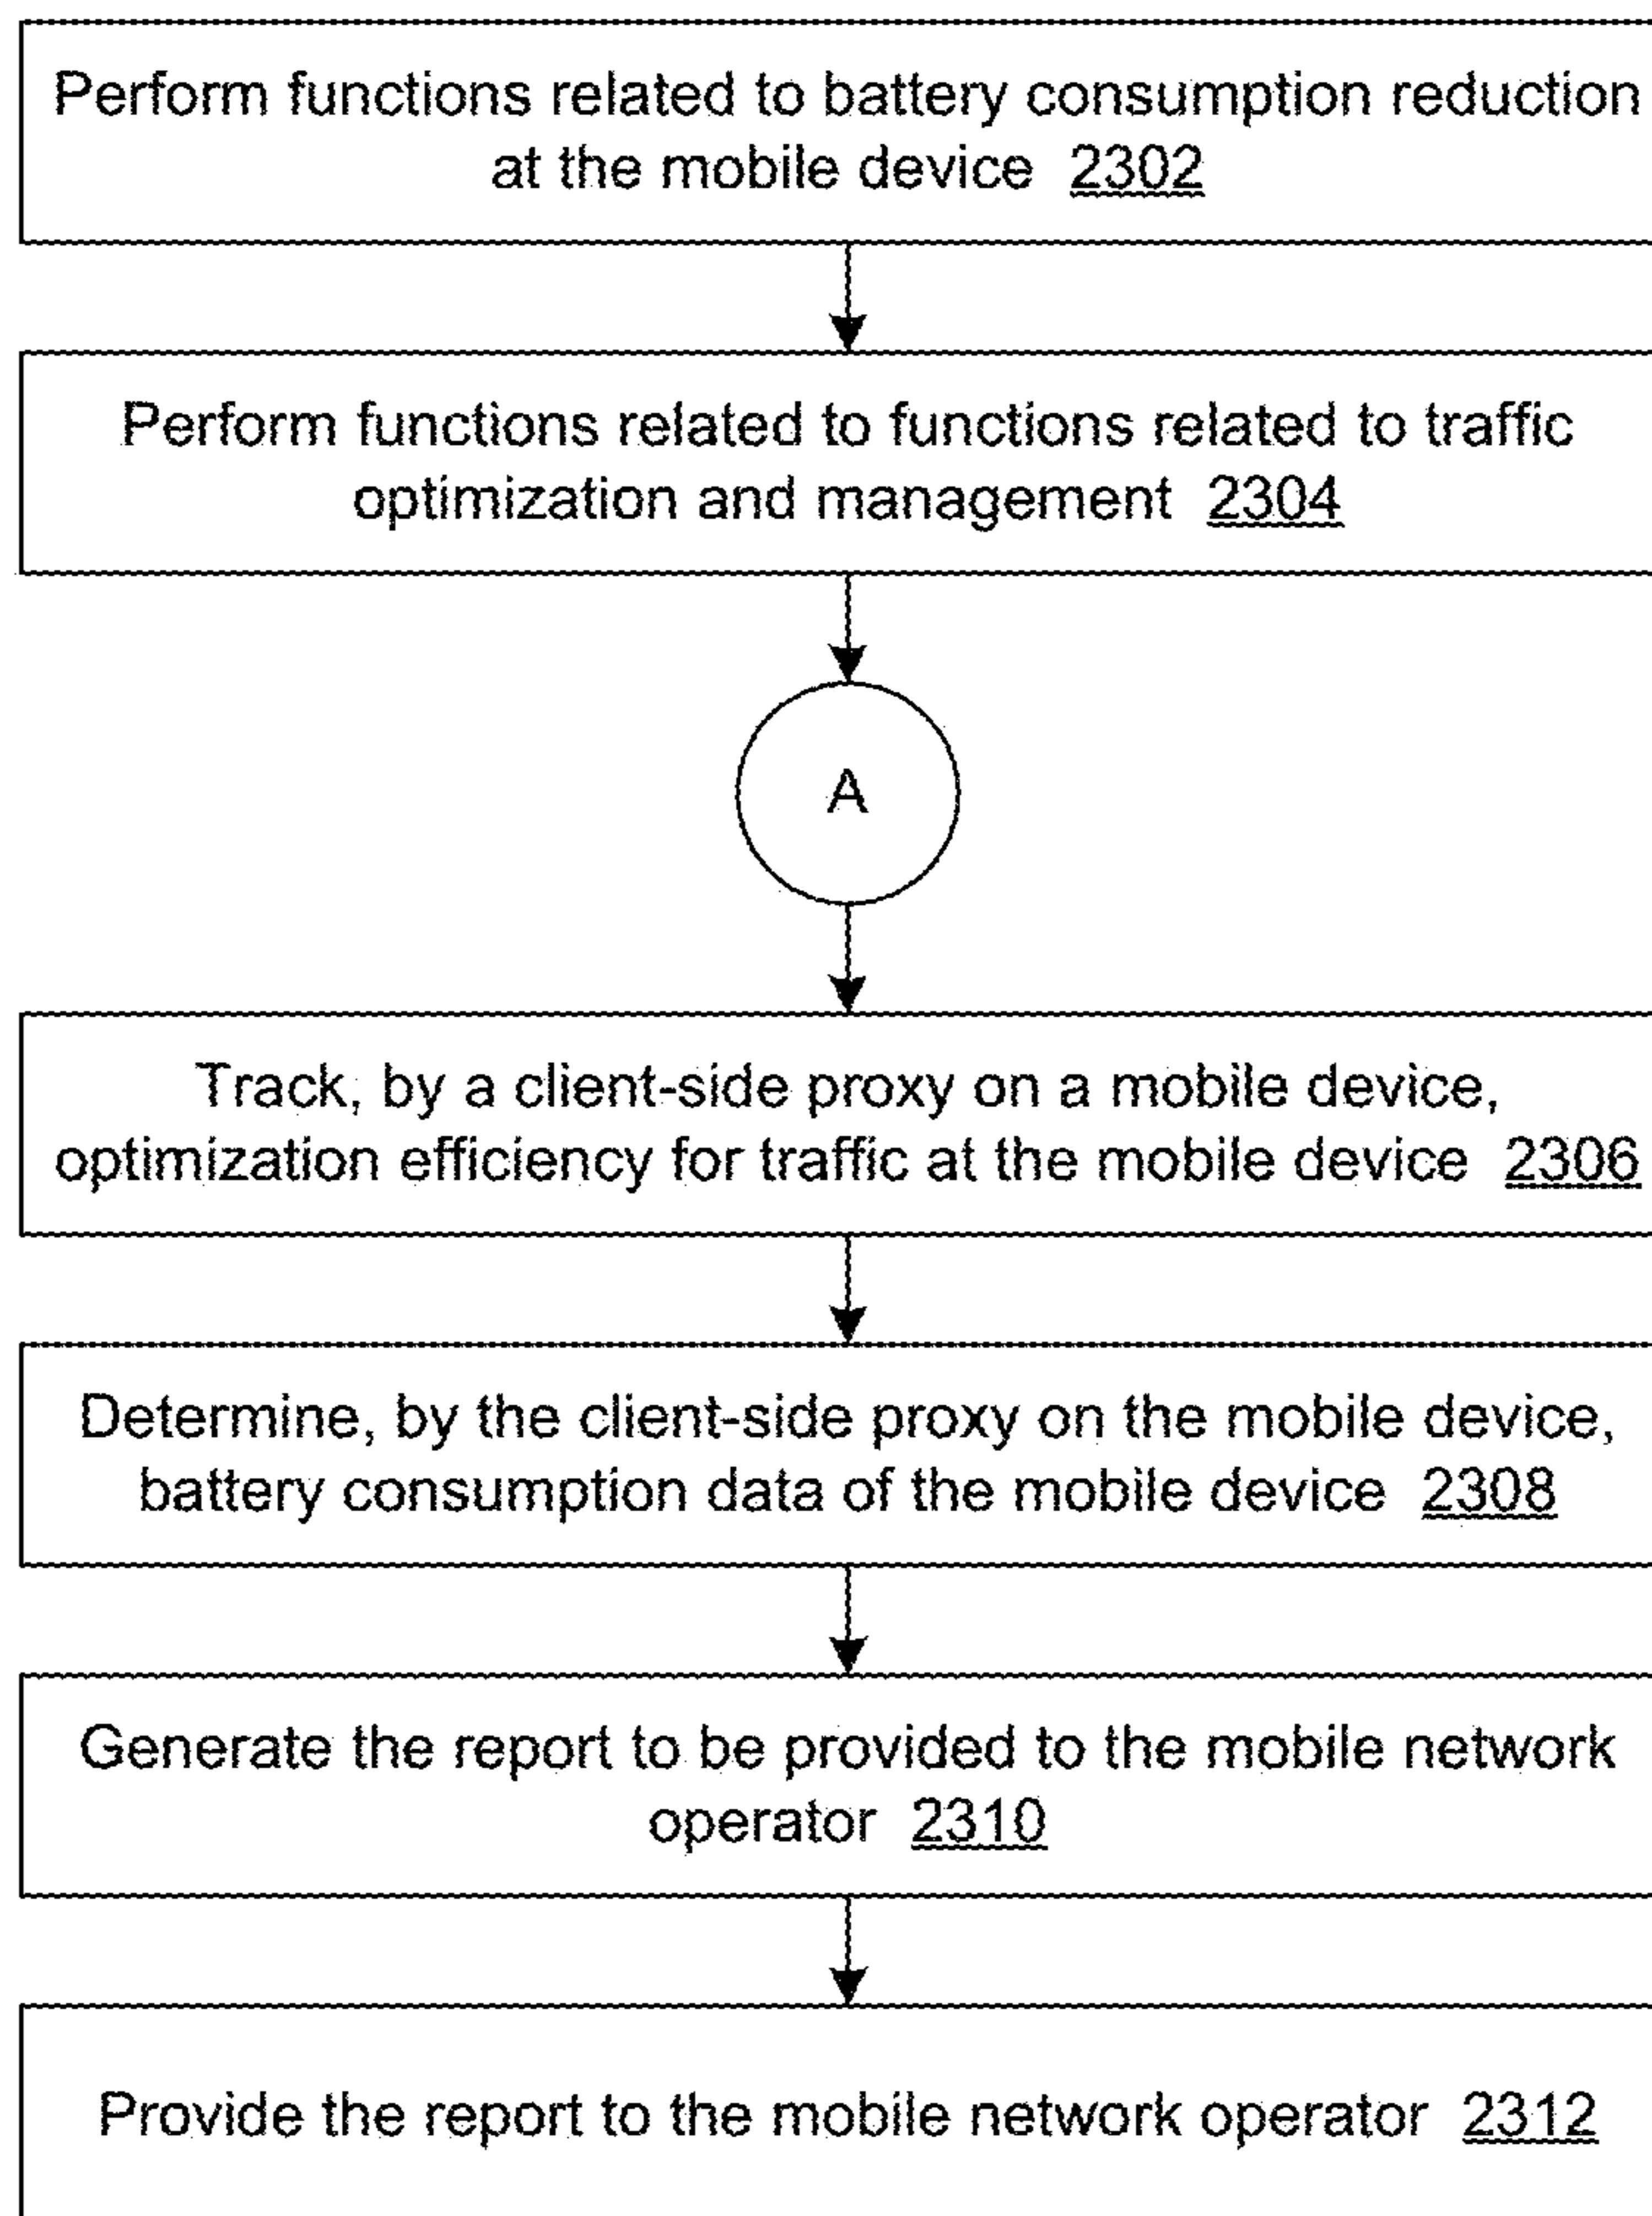 Perform functions related to battery consumption reduction
at the mobile device 2302
Perform functions related to functions related to traffic
optimization and management 2304
A
Track, by a client-side proxy on a mobile device,
optimization efficiency for traffic at the mobile device 2306
Determine, by the client-side proxy on the mobile device,
battery consumption data of the mobile device 2308
Generate the report to be provided to the mobile network
operator 2310
Provide the report to the mobile network operator 2312